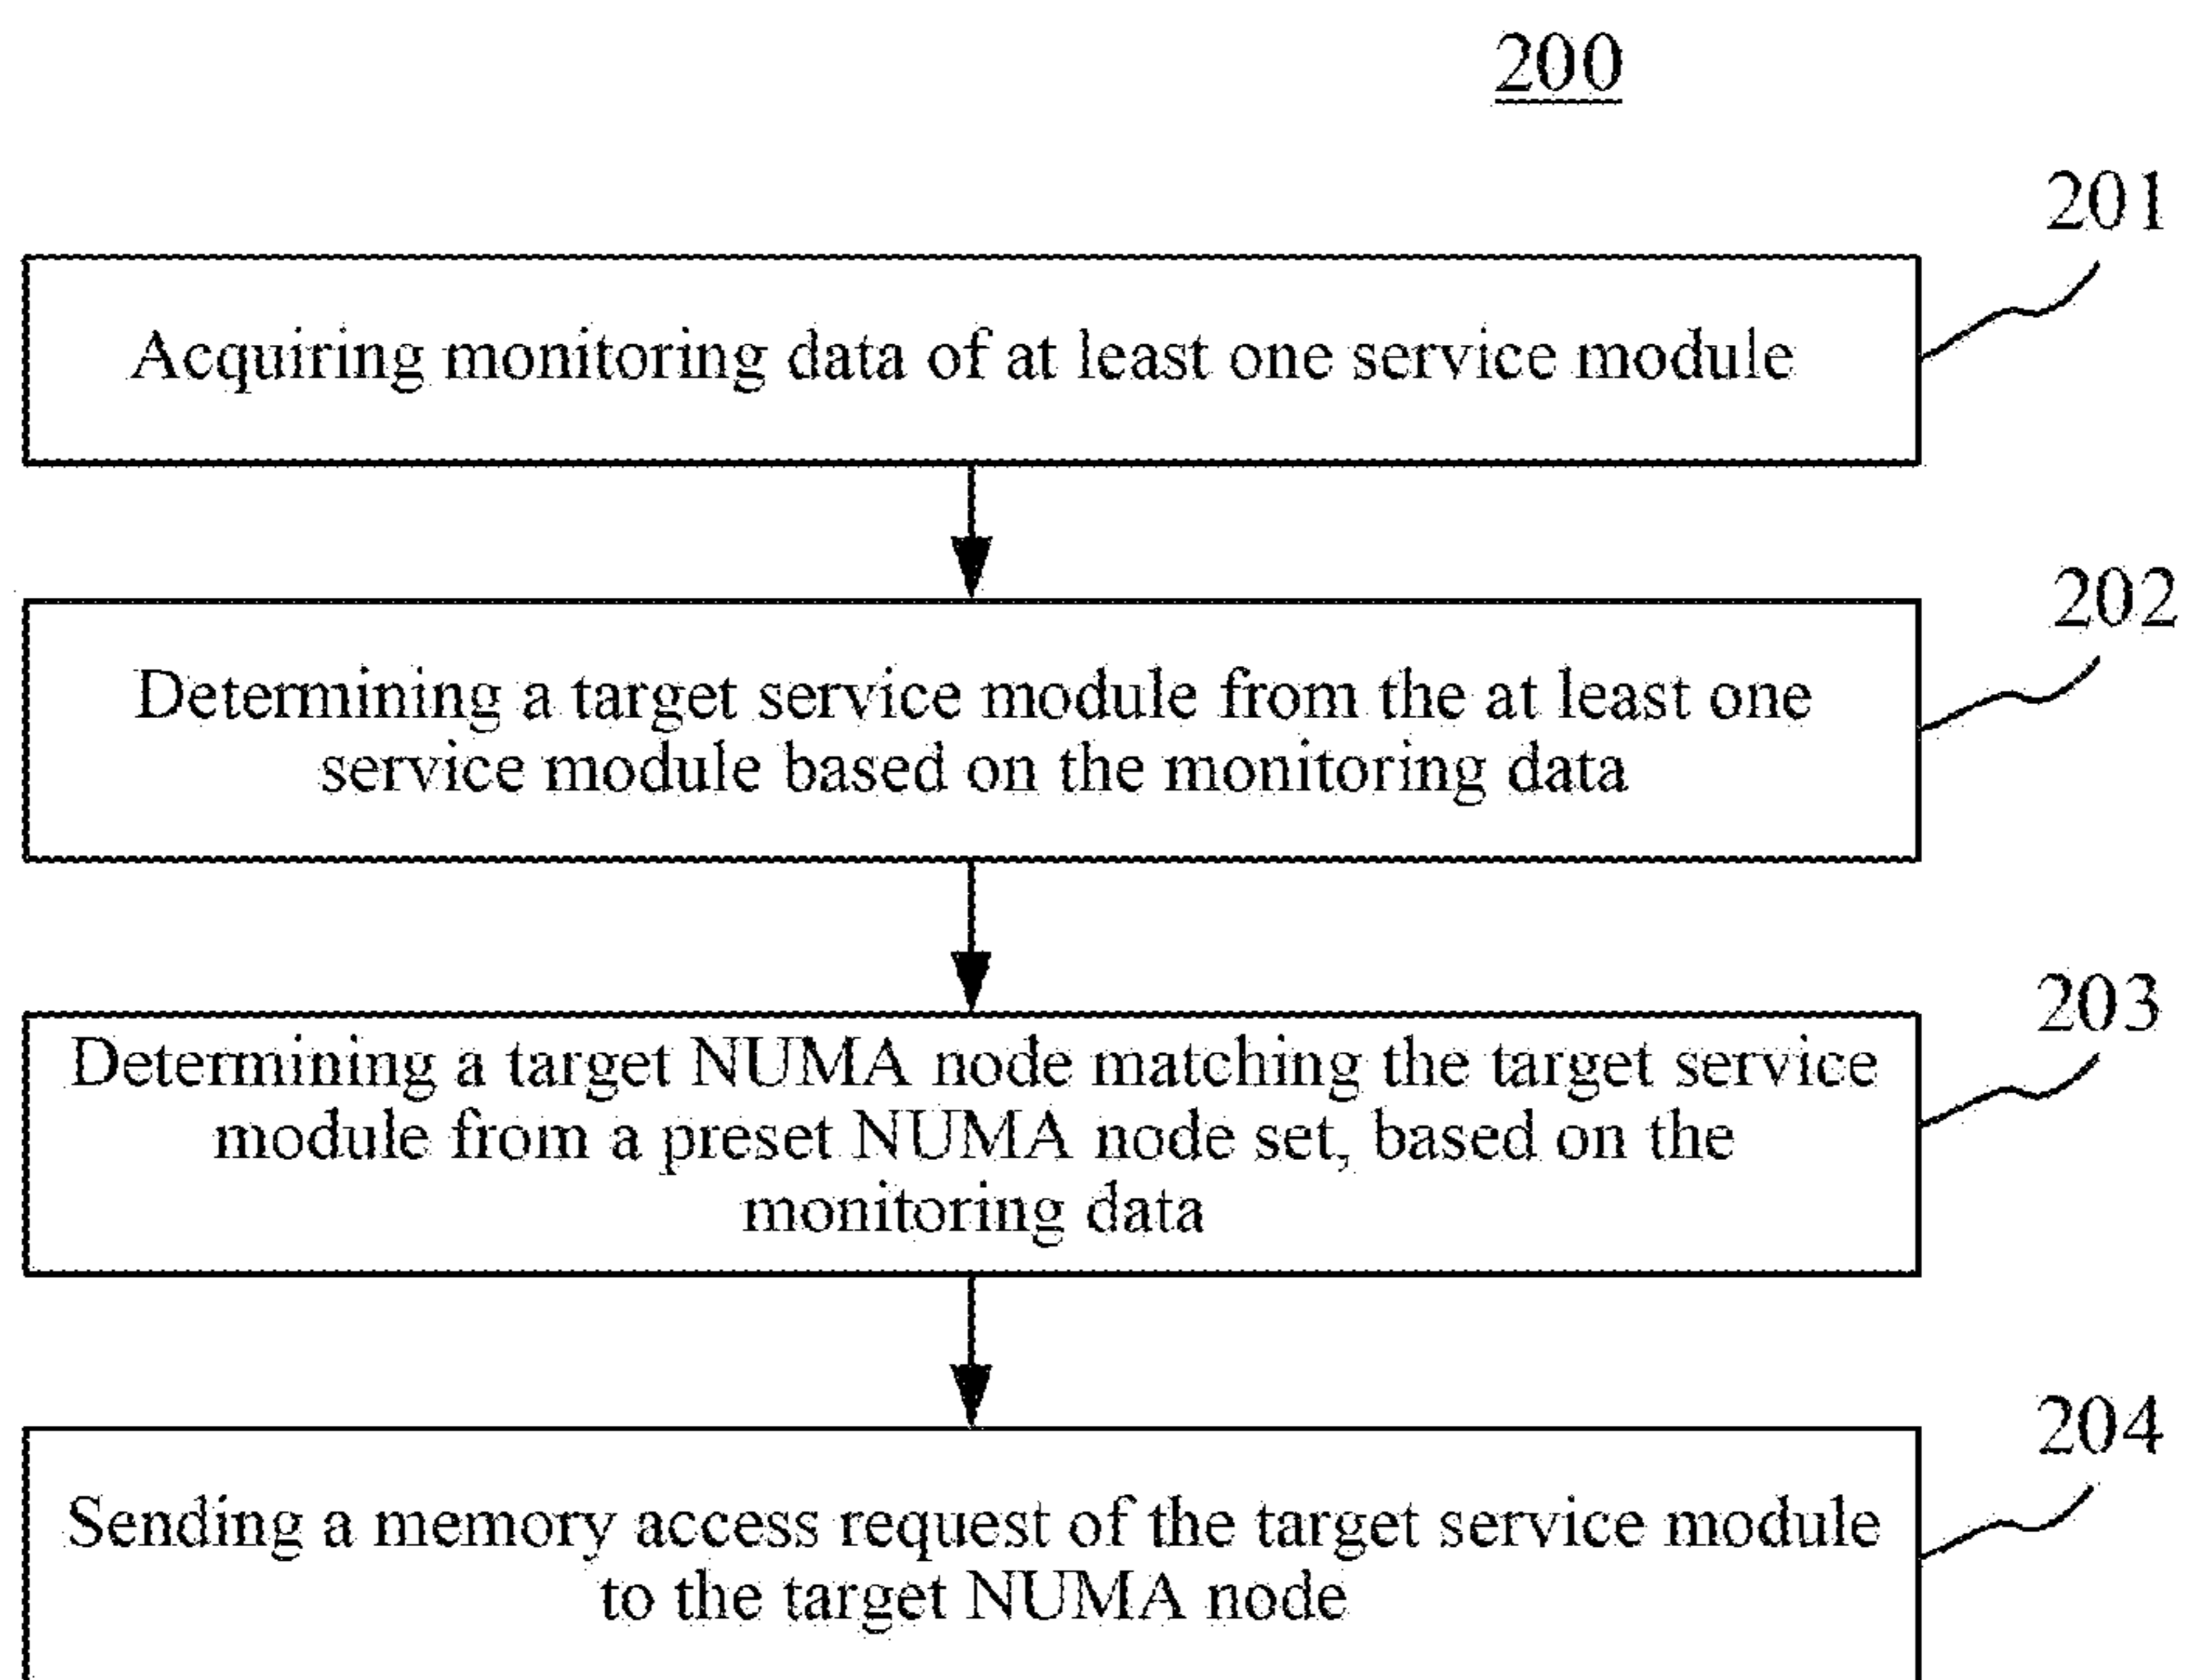 200
201
Acquiring monitoring data of at least one service module
202
Determining a target service module from the at least one
service module based on the monitoring data
203
Determining a target NUMA node matching the target service
module from a preset NUMA node set, based on the
monitoring data
204
Sending a memory access request of the target service module
to the target NUMA node